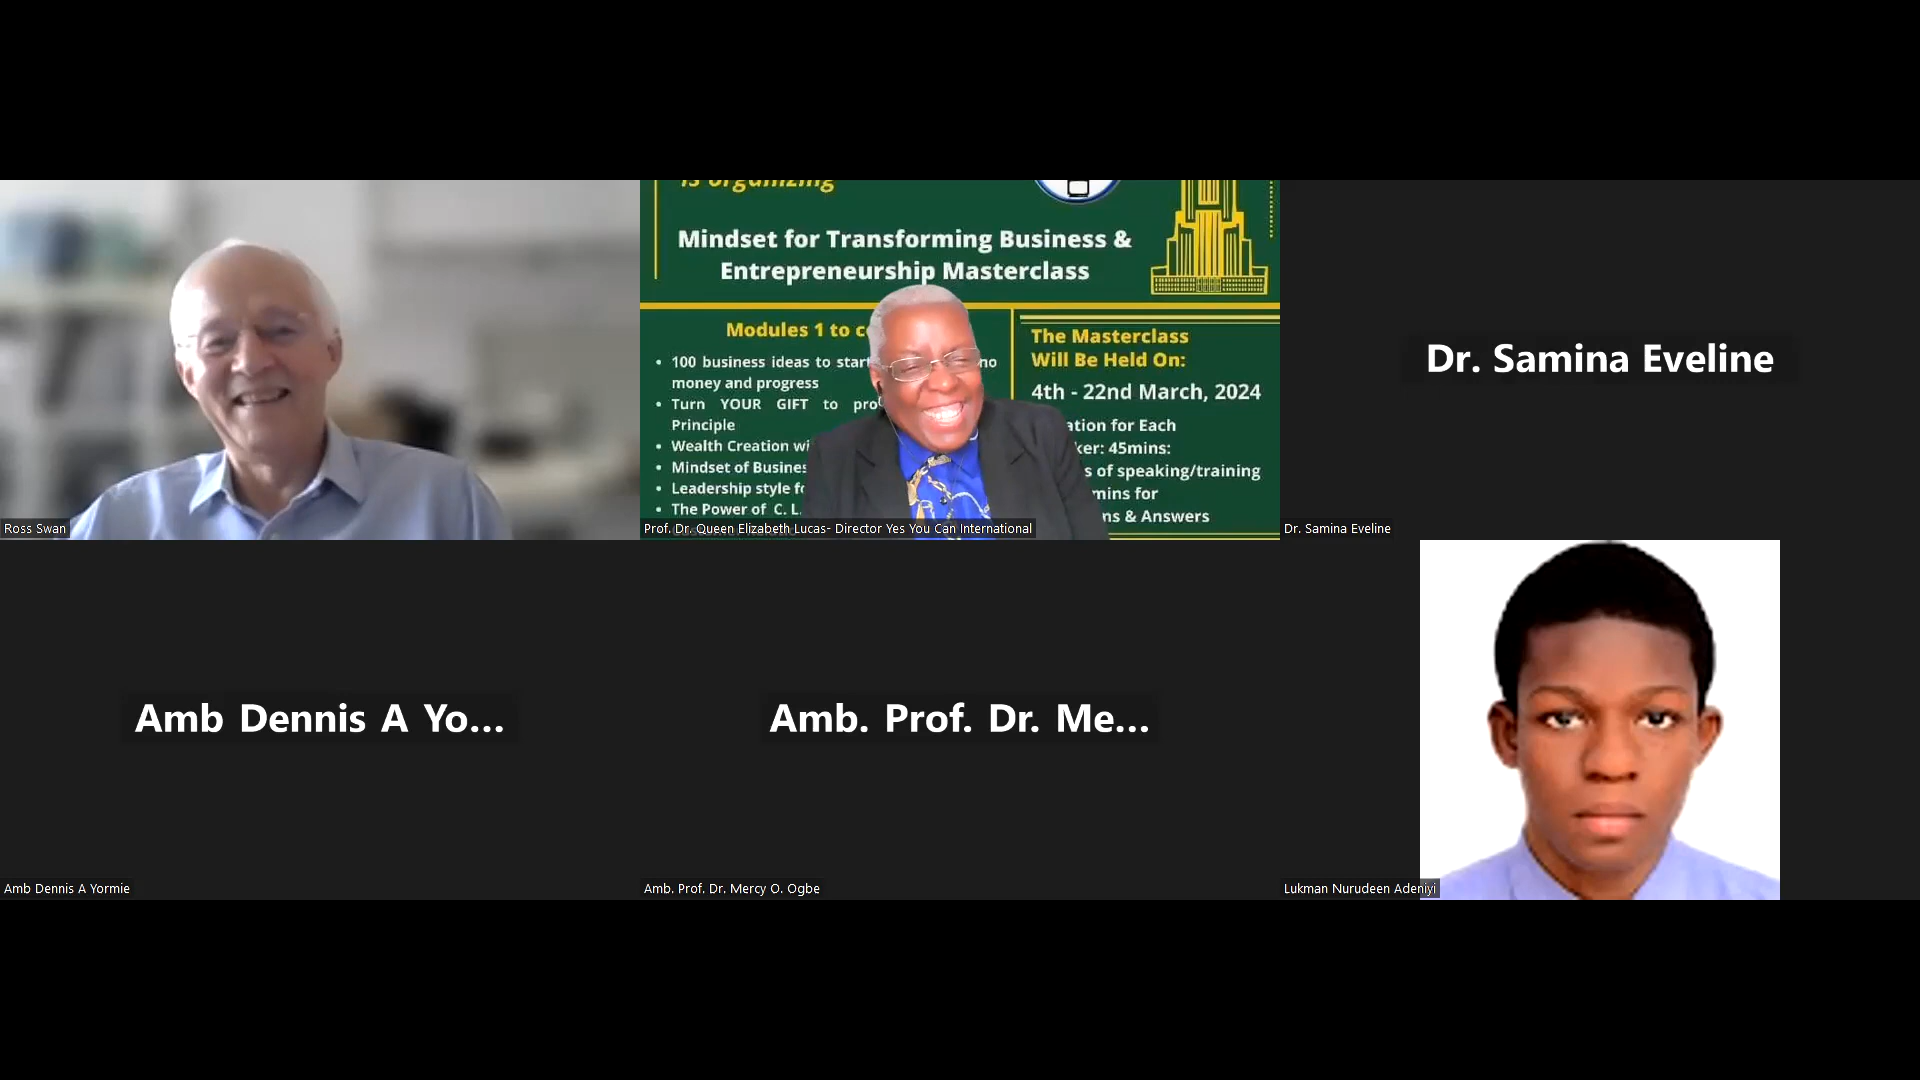 is organizing
Mindset for Transforming Business &
Entrepreneurship Masterclass
Modules 1 to
• 100 business ideas to start no
money and progress
• Turn YOUR GIFT to
Principle
• Wealth Creation
• Mindset of
• Leadership style
• The Power of C. L.
The Masterclass
Will Be Held On:
4th - 22nd March, 2024
for Each
45mins:
of speaking/training
mins for
& Answers
Ross Swan
Prof. Dr. Queen Elizabeth Lucas- Director Yes You Can International
Dr. Samina Eveline
Dr. Samina Eveline
Amb Dennis A Yo...
Amb. Prof. Dr. Me...
Amb Dennis A Yormie
Amb. Prof. Dr. Mercy O. Ogbe
Lukman Nurudeen Adeniyi